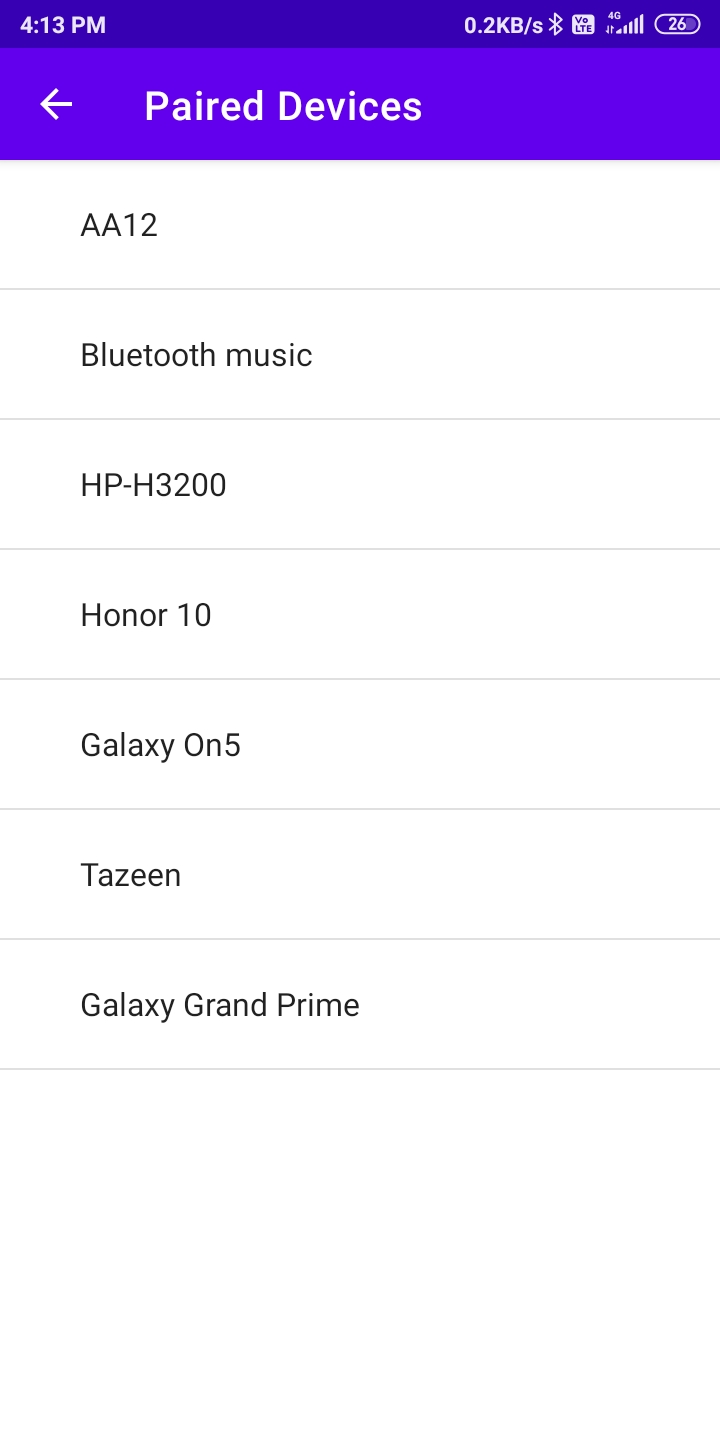 4:13 PM 0.2KB/s Vo LTE 4G 26
Paired Devices
AA12
Bluetooth music
HP-H3200
Honor 10
Galaxy On5
Tazeen
Galaxy Grand Prime